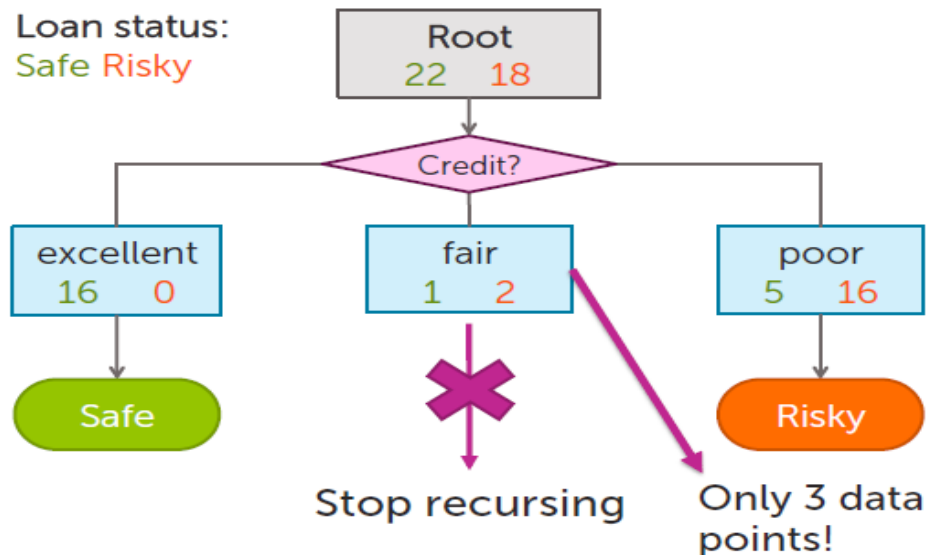 Loan status:
Safe Risky
Root
22 18
Credit?
excellent
16 0
fair
1 2
poor
5 16
Safe
Risky
Stop recursing
Only 3 data
points!